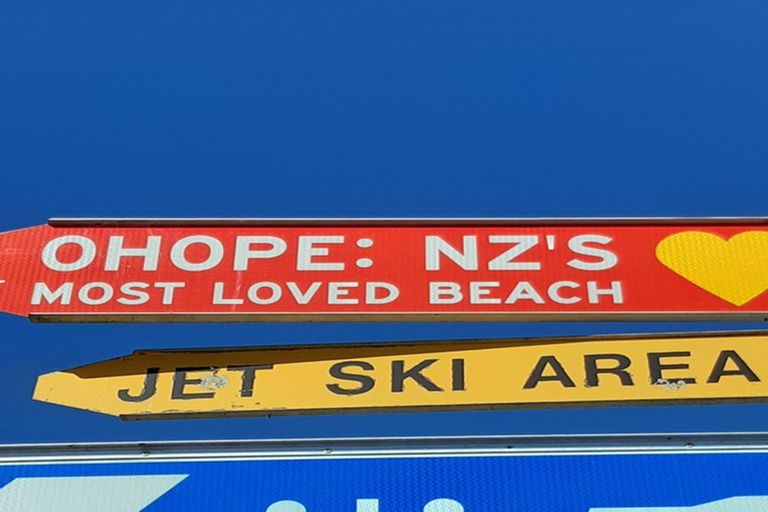 OHOPE: NZ'S
MOST LOVED BEACH
JET SKI AREA